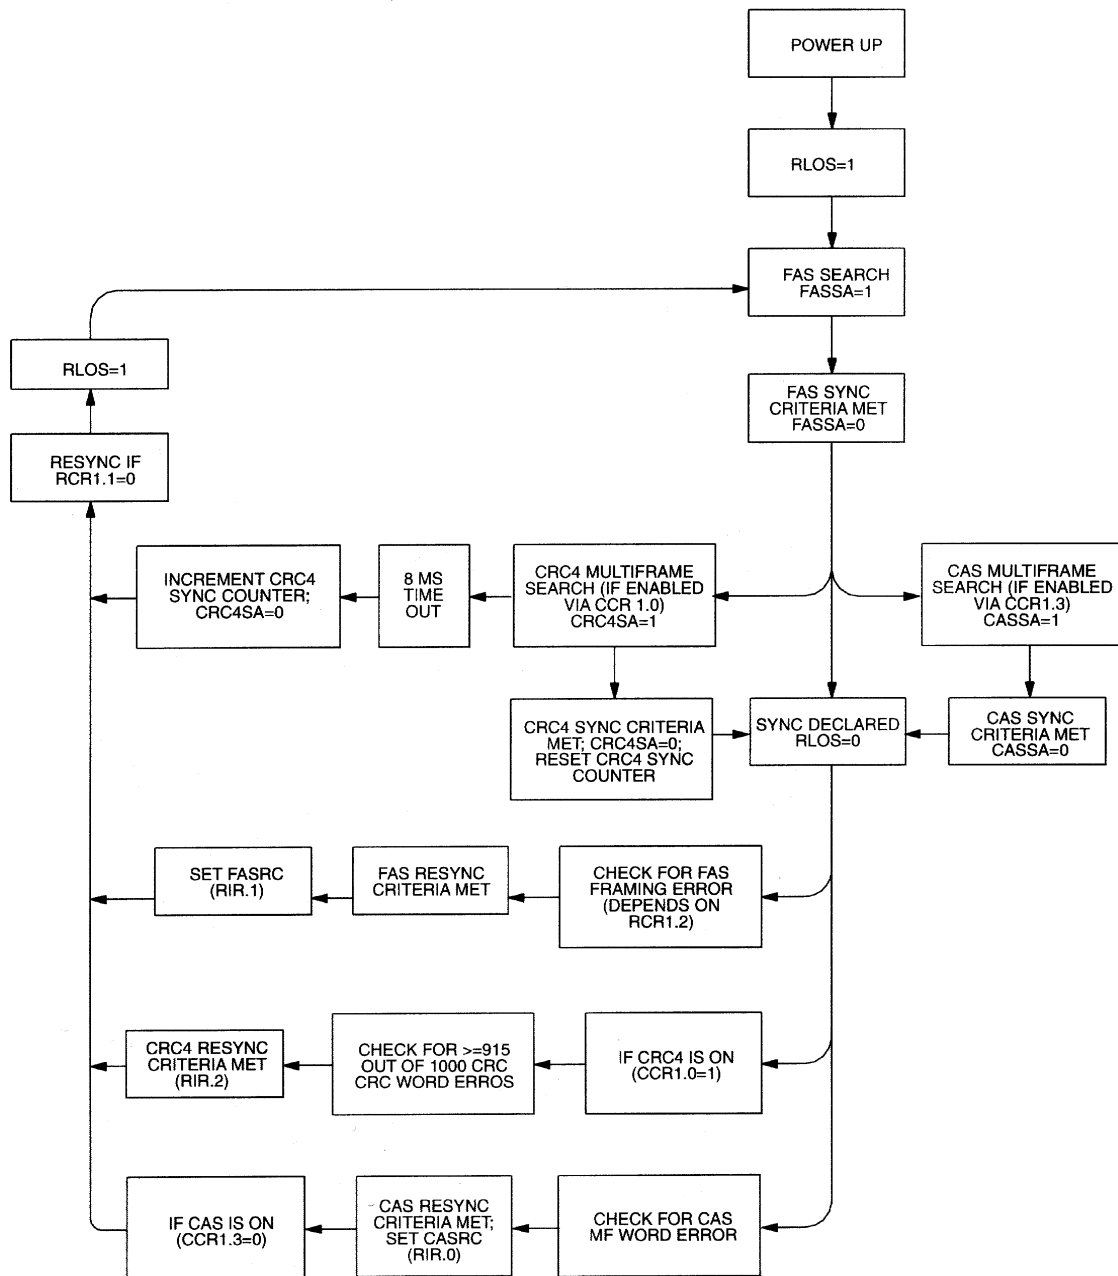 POWER UP
RLOS=1
FAS SEARCH
FASSA=1
RLOS=1
FAS SYNC
CRITERIA MET
FASSA=0
RESYNC IF
RCR1.1=0
INCREMENT CRC4
SYNC COUNTER;
CRC4SA=0
8 MS
TIME
OUT
CRC4 MULTIFRAME
SEARCH (IF ENABLED
VIA CCR 1.0)
CRC4SA=1
CAS MULTIFRAME
SEARCH (IF ENABLED
VIA CCR1.3)
CASSA=1
CRC4 SYNC CRITERIA
MET; CRC4SA=0;
RESET CRC4 SYNC
COUNTER
SYNC DECLARED
RLOS=0
CAS SYNC
CRITERIA MET
CASSA=0
SET FASRC
(RIR.1)
FAS RESYNC
CRITERIA MET
CHECK FOR FAS
FRAMING ERROR
(DEPENDS ON
RCR1.2)
CRC4 RESYNC
CRITERIA MET
(RIR.2)
CHECK FOR >=915
OUT OF 1000 CRC
CRC WORD ERROS
IF CRC4 IS ON
(CCR1.0=1)
IF CAS IS ON
(CCR1.3=0)
CAS RESYNC
CRITERIA MET;
SET CASRC
(RIR.0)
CHECK FOR CAS
MF WORD ERROR